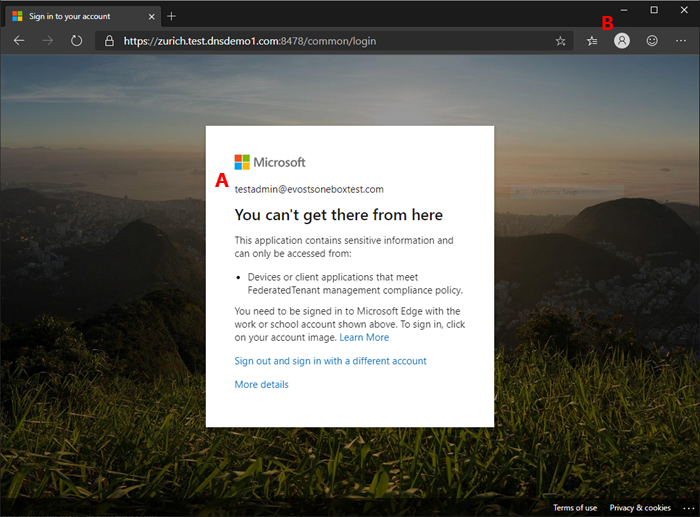 Sign in to your account
B
https://zurich.test.dnsdemo1.com:8478/common/login
Microsoft
A
testadmin@evostsoneboxtest.com
You can't get there from here
This application contains sensitive information and
can only be accessed from:
• Devices or client applications that meet
FederatedTenant management compliance policy.
You need to be signed in to Microsoft Edge with the
work or school account shown above. To sign in, click
on your account image. Learn More
Sign out and sign in with a different account
More details
Terms of use Privacy & cookies ...